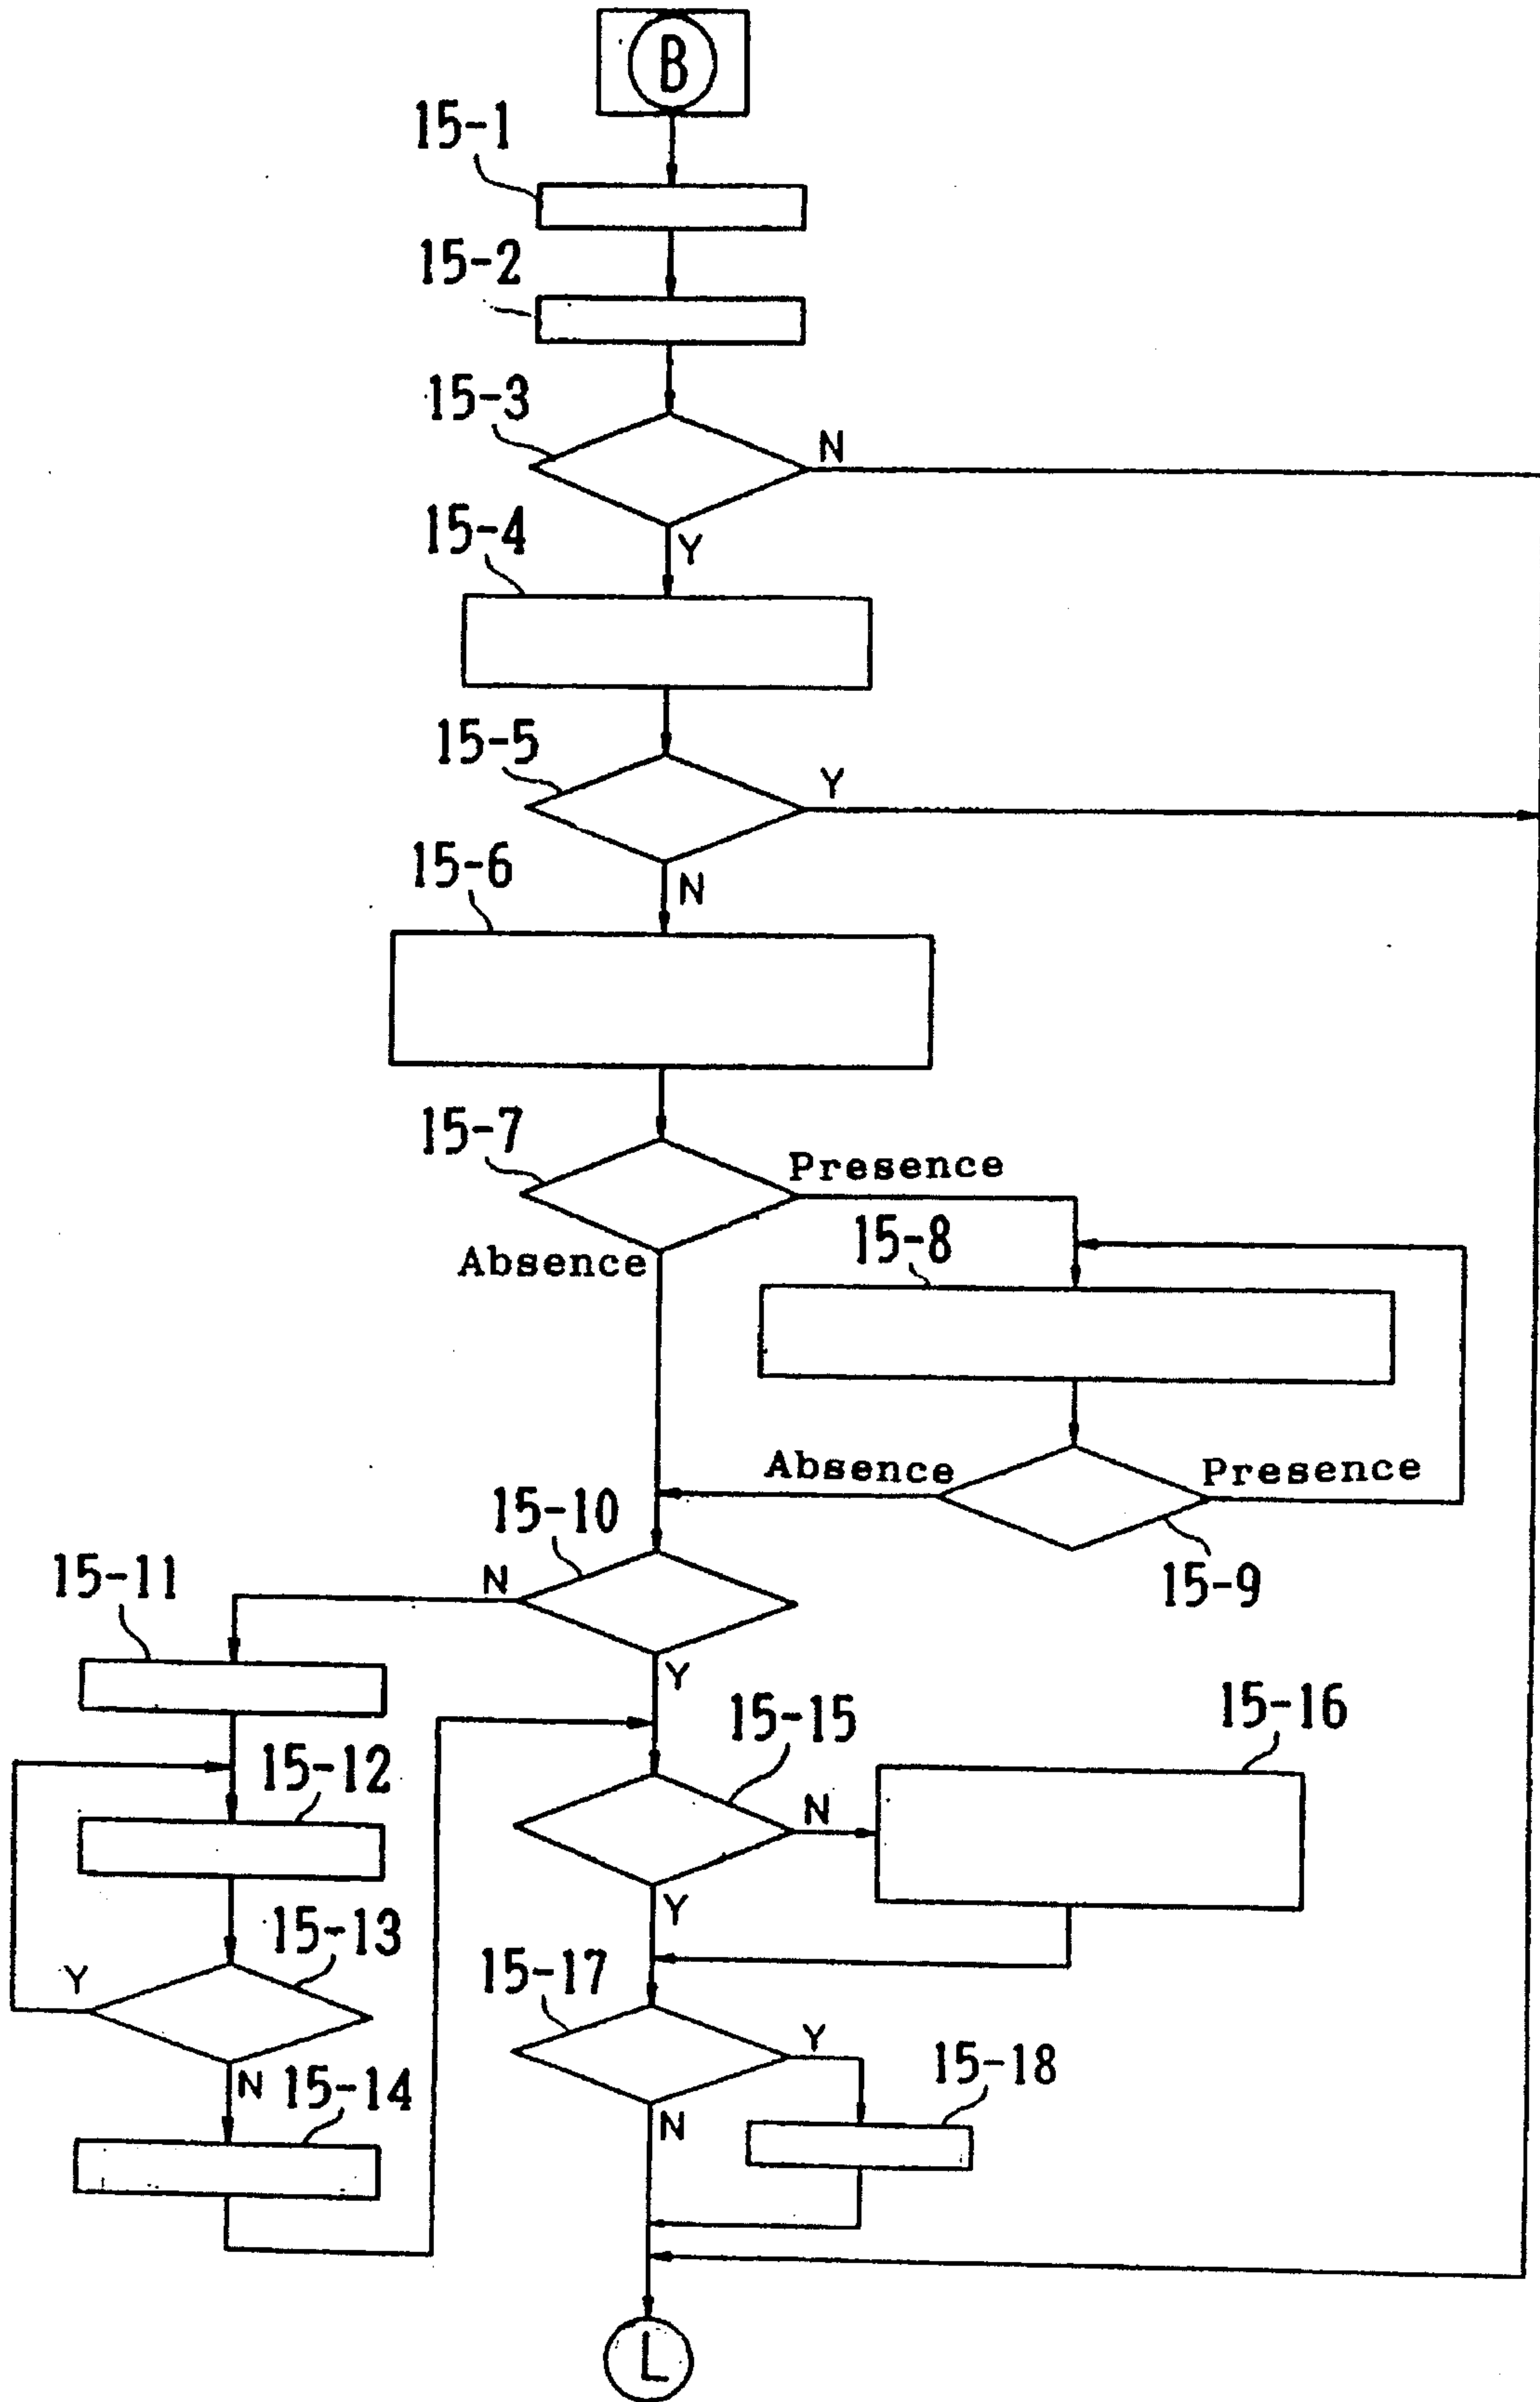 B
15-1
15-2
15-3
N
Y
15-4
15-5
Y
N
15-6
15-7
Presence
Absence
15-8
Absence
Presence
15-9
15-10
N
Y
15-11
15-12
15-13
Y
N
15-14
15-15
N
Y
15-16
15-17
Y
N
15-18
L